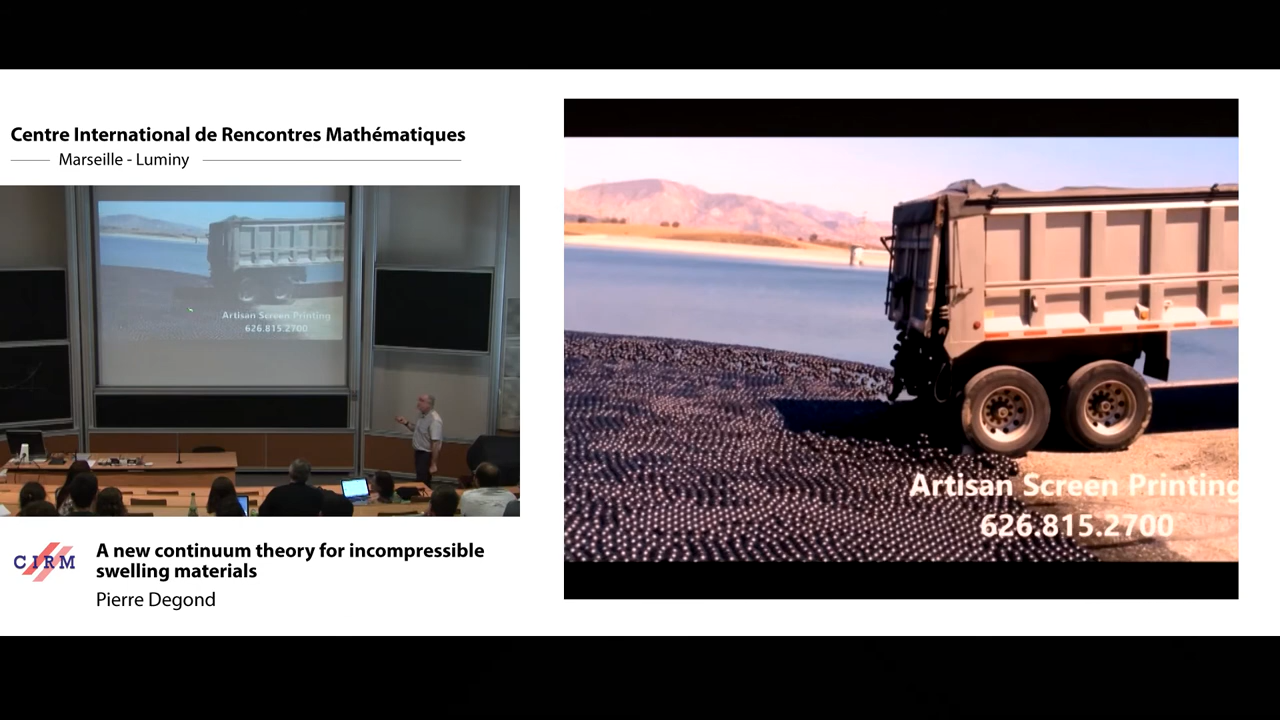 Centre International de Rencontres Mathématiques
Marseille - Luminy
Artisan Screen Printing
626.815.2700
Artisan Screen Printing
626.815.2700
CIRM
A new continuum theory for incompressible
swelling materials
Pierre Degond